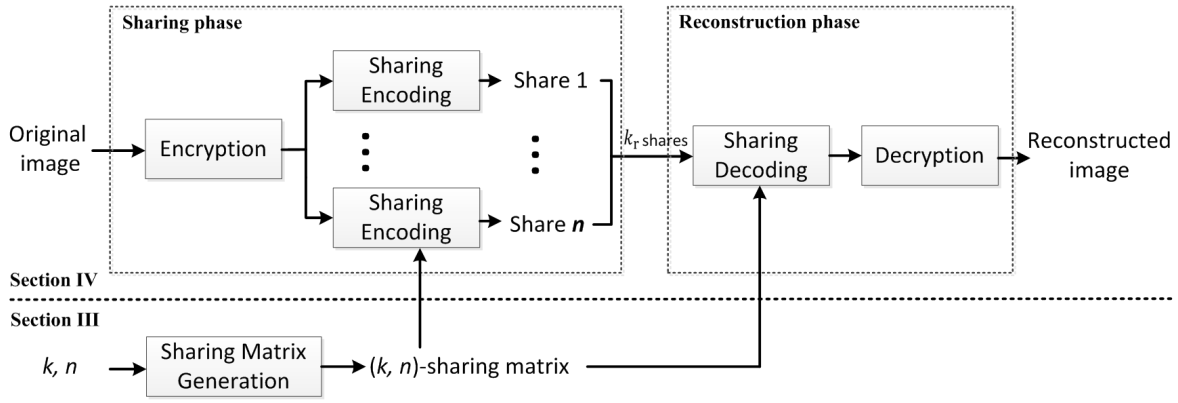 Sharing phase
Reconstruction phase
Original
image
Encryption
Sharing
Encoding
Share 1
Sharing
Encoding
Share n
kr shares
Sharing
Decoding
Decryption
Reconstructed
image
Section IV
Section III
k, n
Sharing Matrix
Generation
(k, n)-sharing matrix